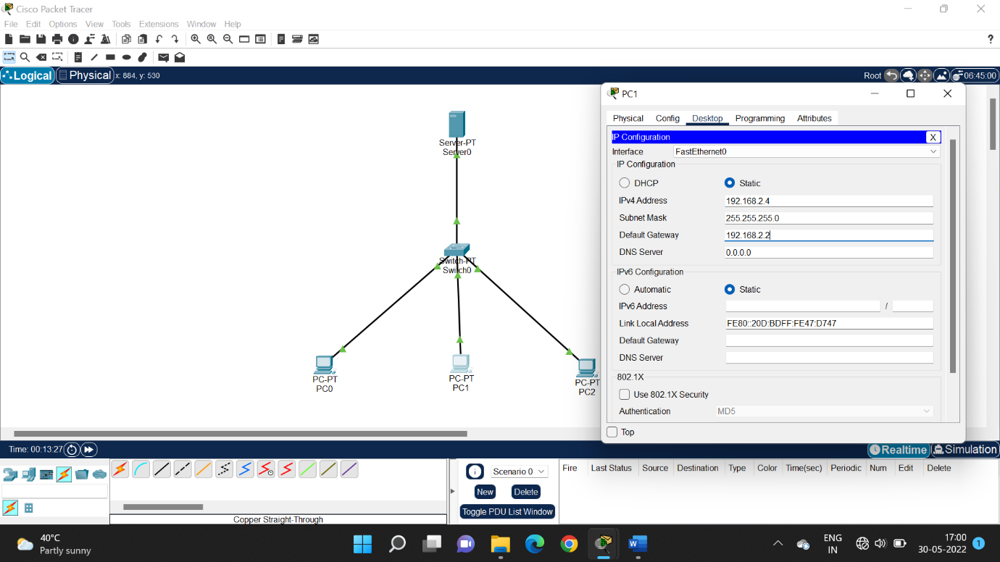 Cisco Packet Tracer
File Edit Options View Tools Extensions Window Help
?
Logical Physical x: 884, y: 530 Root 06:45:00
Server-PT
Server0
Switch-PT
Switch0
PC-PT
PC0
PC-PT
PC1
PC-PT
PC2
PC1
Physical Config Desktop Programming Attributes
IP Configuration X
Interface FastEthernet0
IP Configuration
DHCP Static
IPv4 Address 192.168.2.4
Subnet Mask 255.255.255.0
Default Gateway 192.168.2.2
DNS Server 0.0.0.0
IPv6 Configuration
Automatic Static
IPv6 Address /
Link Local Address FE80::20D:BDFF:FE47:D747
Default Gateway
DNS Server
802.1X
Use 802.1X Security
Authentication MD5
Top
Time: 00:13:27 Realtime Simulation
Scenario 0
New Delete
Toggle PDU List Window
Fire Last Status Source Destination Type Color Time(sec) Periodic Num Edit Delete
Copper Straight-Through
40°C
Partly sunny
ENG
IN
17:00
30-05-2022
1